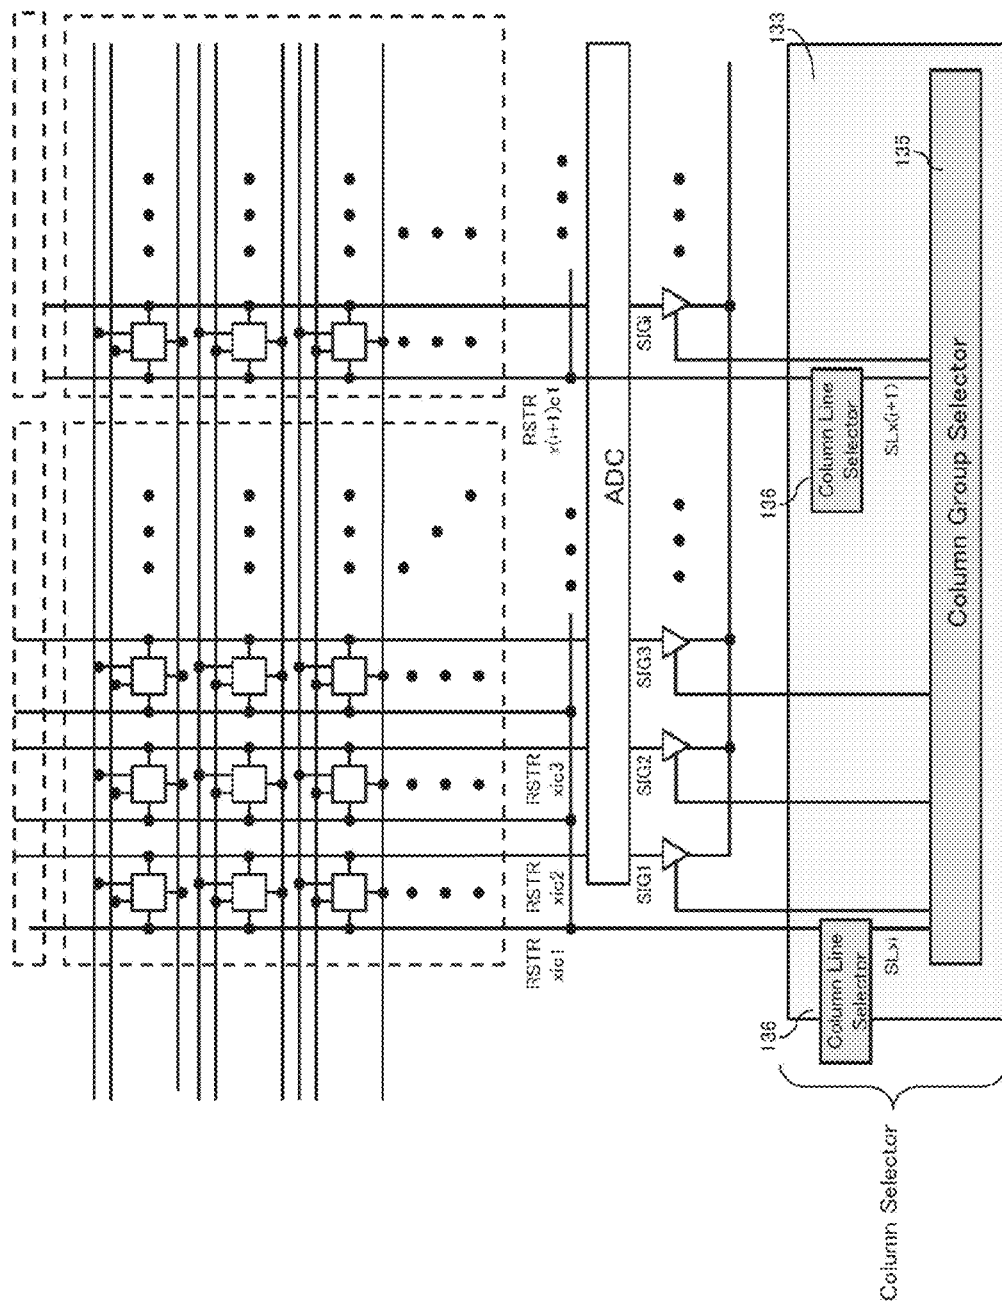 RSTR
xic1
RSTR
xic2
RSTR
xic3
RSTR
x(i+1)c1
ADC
SIG1
SIG2
SIG3
SIGi
136
Column Line
Selector
SLxi
136
Column Line
Selector
SLx(i+1)
133
135
Column Group Selector
Column Selector